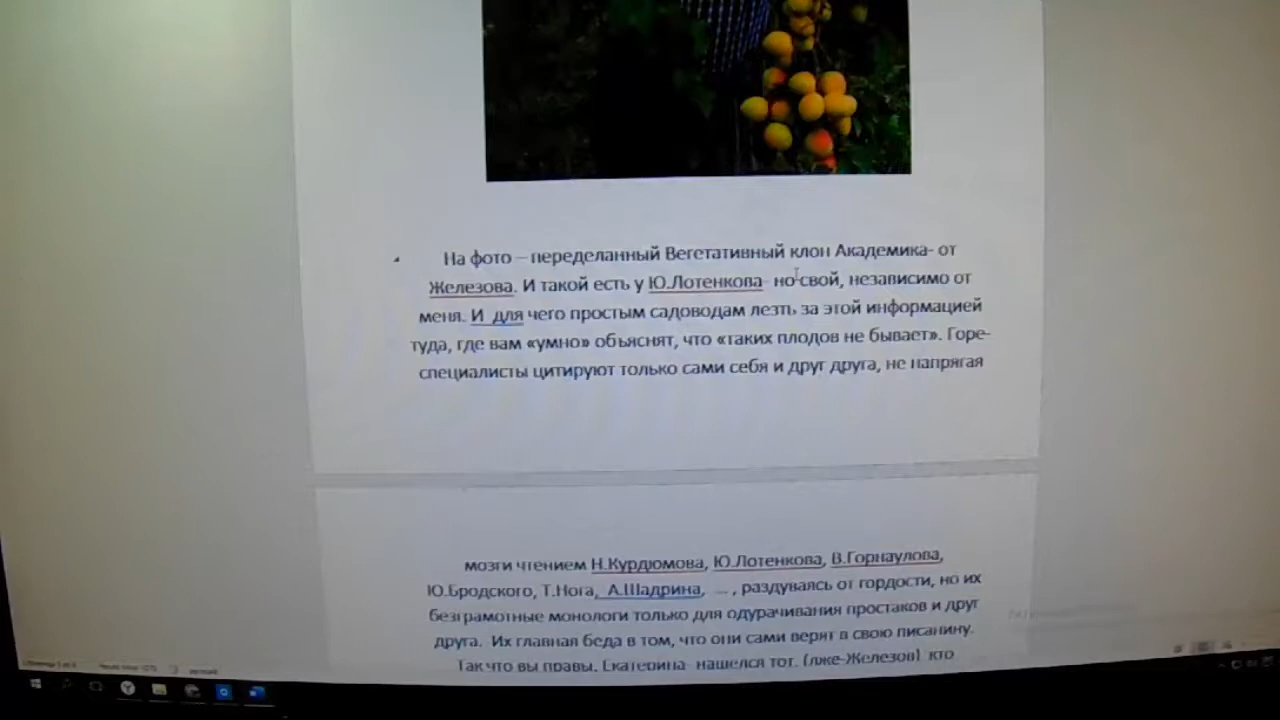 На фото – переделанный Вегетативный клон Академика- от
Железова. И такой есть у Ю.Лотенкова- но свой, независимо от
меня. И  для чего простым садоводам лезть за этой информацией
туда, где вам «умно» объяснят, что «таких плодов не бывает». Горе-
специалисты цитируют только сами себя и друг друга, не напрягая
мозги чтением Н.Курдюмова, Ю.Лотенкова, В.Горнаулова,
Ю.Бродского, Т.Нога,  А.Шадрина,  ... , раздуваясь от гордости, но их
безграмотные монологи только для одурачивания простаков и друг
друга.  Их главная беда в том, что они сами верят в свою писанину.
Так что вы правы, Екатерина- нашелся тот, (лже-Железов)  кто